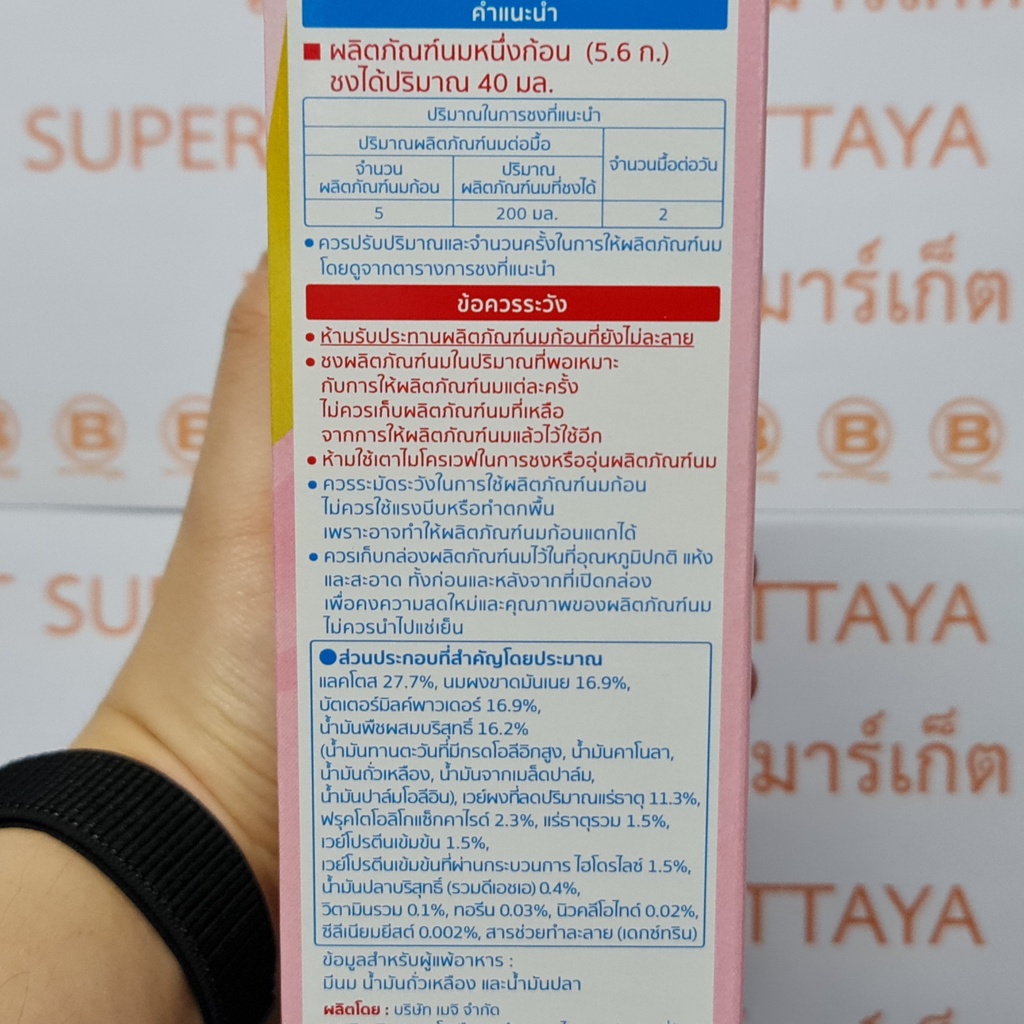 คำแนะนำ
■ ผลิตภัณฑ์นมหนึ่งก้อน (5.6 ก.)
ชงได้ปริมาณ 40 มล.
ปริมาณในการชงที่แนะนำ
ปริมาณผลิตภัณฑ์นมต่อมื้อ
จำนวนมื้อต่อวัน
จำนวน
ผลิตภัณฑ์นมก้อน
ปริมาณ
ผลิตภัณฑ์นมที่ชงได้
5 200 มล. 2
• ควรปรับปริมาณและจำนวนครั้งในการให้ผลิตภัณฑ์นม
โดยดูจากตารางการชงที่แนะนำ
ข้อควรระวัง
• ห้ามรับประทานผลิตภัณฑ์นมก้อนที่ยังไม่ละลาย
• ชงผลิตภัณฑ์นมในปริมาณที่พอเหมาะ
กับการให้ผลิตภัณฑ์นมแต่ละครั้ง
ไม่ควรเก็บผลิตภัณฑ์นมที่เหลือ
จากการให้ผลิตภัณฑ์นมแล้วไว้ใช้อีก
• ห้ามใช้เตาไมโครเวฟในการชงหรืออุ่นผลิตภัณฑ์นม
• ควรระมัดระวังในการใช้ผลิตภัณฑ์นมก้อน
ไม่ควรใช้แรงบีบหรือทำตกพื้น
เพราะอาจทำให้ผลิตภัณฑ์นมก้อนแตกได้
• ควรเก็บกล่องผลิตภัณฑ์นมไว้ในที่อุณหภูมิปกติ แห้ง
และสะอาด ทั้งก่อนและหลังจากที่เปิดกล่อง
เพื่อคงความสดใหม่และคุณภาพของผลิตภัณฑ์นม
ไม่ควรนำไปแช่เย็น
●ส่วนประกอบที่สำคัญโดยประมาณ
แลคโตส 27.7%, นมผงขาดมันเนย 16.9%,
บัตเตอร์มิลค์พาวเดอร์ 16.9%,
น้ำมันพืชผสมบริสุทธิ์ 16.2%
(น้ำมันทานตะวันที่มีกรดโอลีอิกสูง, น้ำมันคาโนลา,
น้ำมันถั่วเหลือง, น้ำมันจากเมล็ดปาล์ม,
น้ำมันปาล์มโอลีอิน), เวย์ผงที่ลดปริมาณแร่ธาตุ 11.3%,
ฟรุคโตโอลิโกแซ็กคาไรด์ 2.3%, แร่ธาตุรวม 1.5%,
เวย์โปรตีนเข้มข้น 1.5%,
เวย์โปรตีนเข้มข้นที่ผ่านกระบวนการ ไฮโดรไลซ์ 1.5%,
น้ำมันปลาบริสุทธิ์ (รวมดีเอชเอ) 0.4%,
วิตามินรวม 0.1%, ทอรีน 0.03%, นิวคลีโอไทด์ 0.02%,
ซีลีเนียมยีสต์ 0.002%, สารช่วยทำละลาย (เดกซ์ทริน)
ข้อมูลสำหรับผู้แพ้อาหาร :
มีนม น้ำมันถั่วเหลือง และน้ำมันปลา
ผลิตโดย : บริษัท เมจิ จำกัด
SUPER
TTAYA
มาร์เก็ต
B
B
B
B
SU
TTAYA
มาร์เก็ต
TTAYA